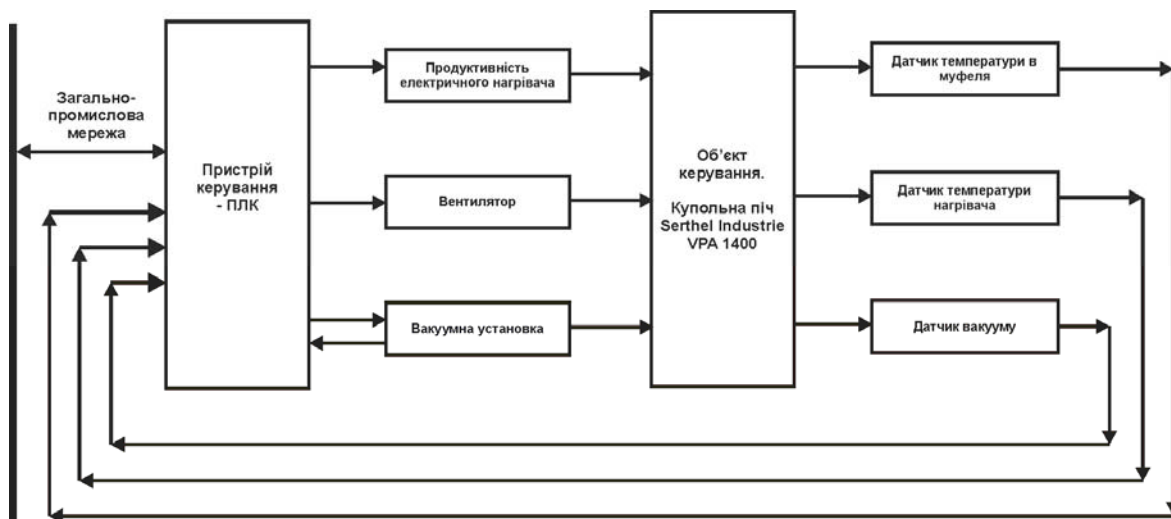 Загально-
промислова
мережа
Пристрій
керування
- ПЛК
Продуктивність
електричного нагрівача
Вентилятор
Вакуумна установка
Об'єкт
керування.
Купольна піч
Serthel Industrie
VPA 1400
Датчик температури в
муфеля
Датчик температури
нагрівача
Датчик вакууму